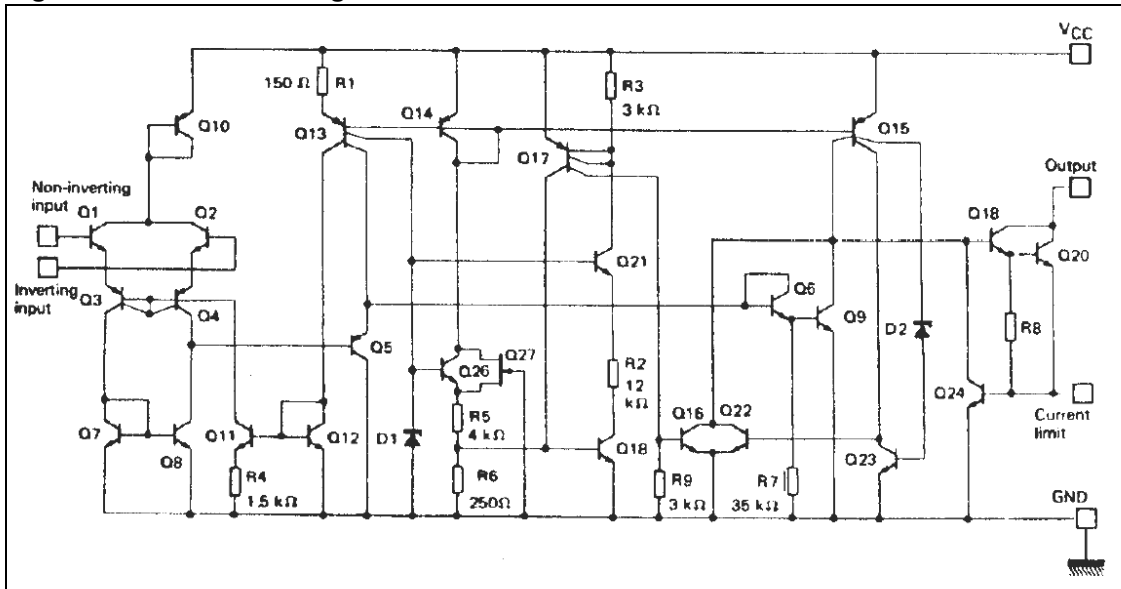 VCC
R1
150 Ω
R3
3 kΩ
Q10
Q13
Q14
Q17
Q15
Output
Non-inverting
input
Q1
Q2
Q18
Q20
Q21
Inverting
input
Q3
Q4
Q5
Q6
Q9
D2
R8
Q26
Q27
R2
12
kΩ
Q24
Current
limit
Q7
Q8
Q11
Q12
D1
R5
4 kΩ
Q16
Q22
Q18
Q23
R4
1.5 kΩ
R6
250Ω
R9
3 kΩ
R7
35 kΩ
GND